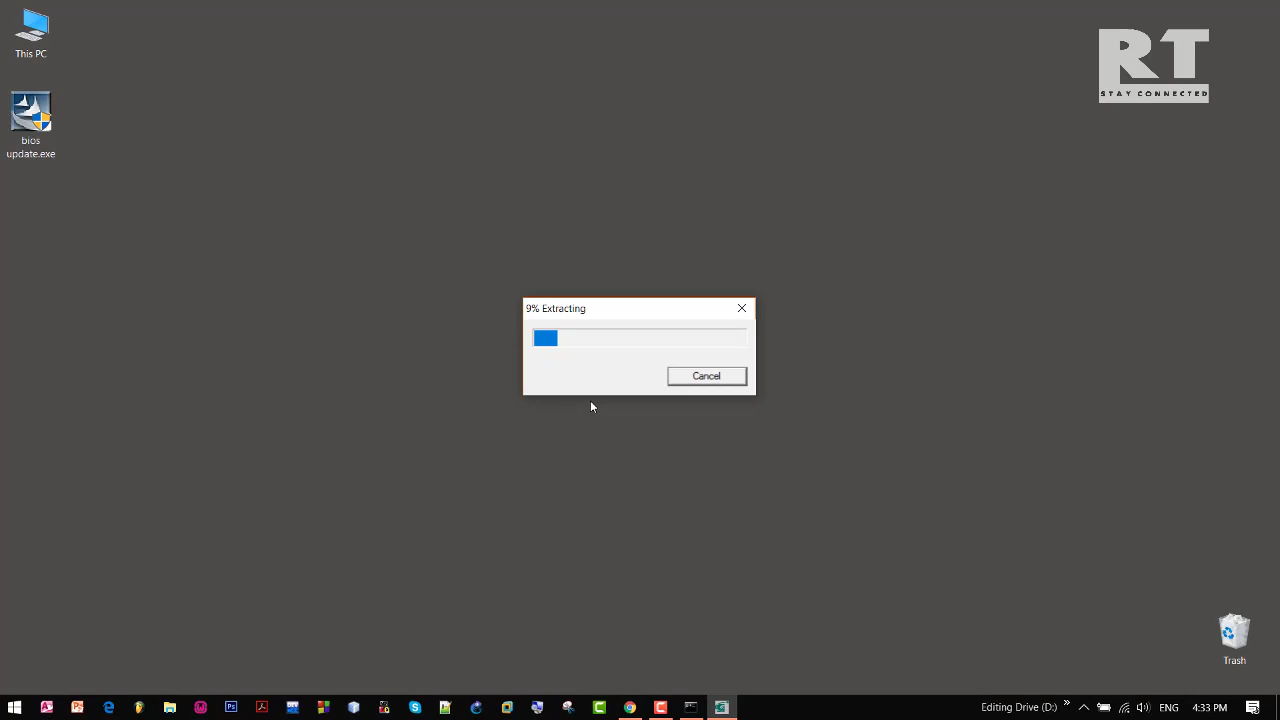 This PC
RT
STAY CONNECTED
bios
update.exe
9% Extracting
Cancel
Trash
Editing Drive (D:)
ENG
4:33 PM